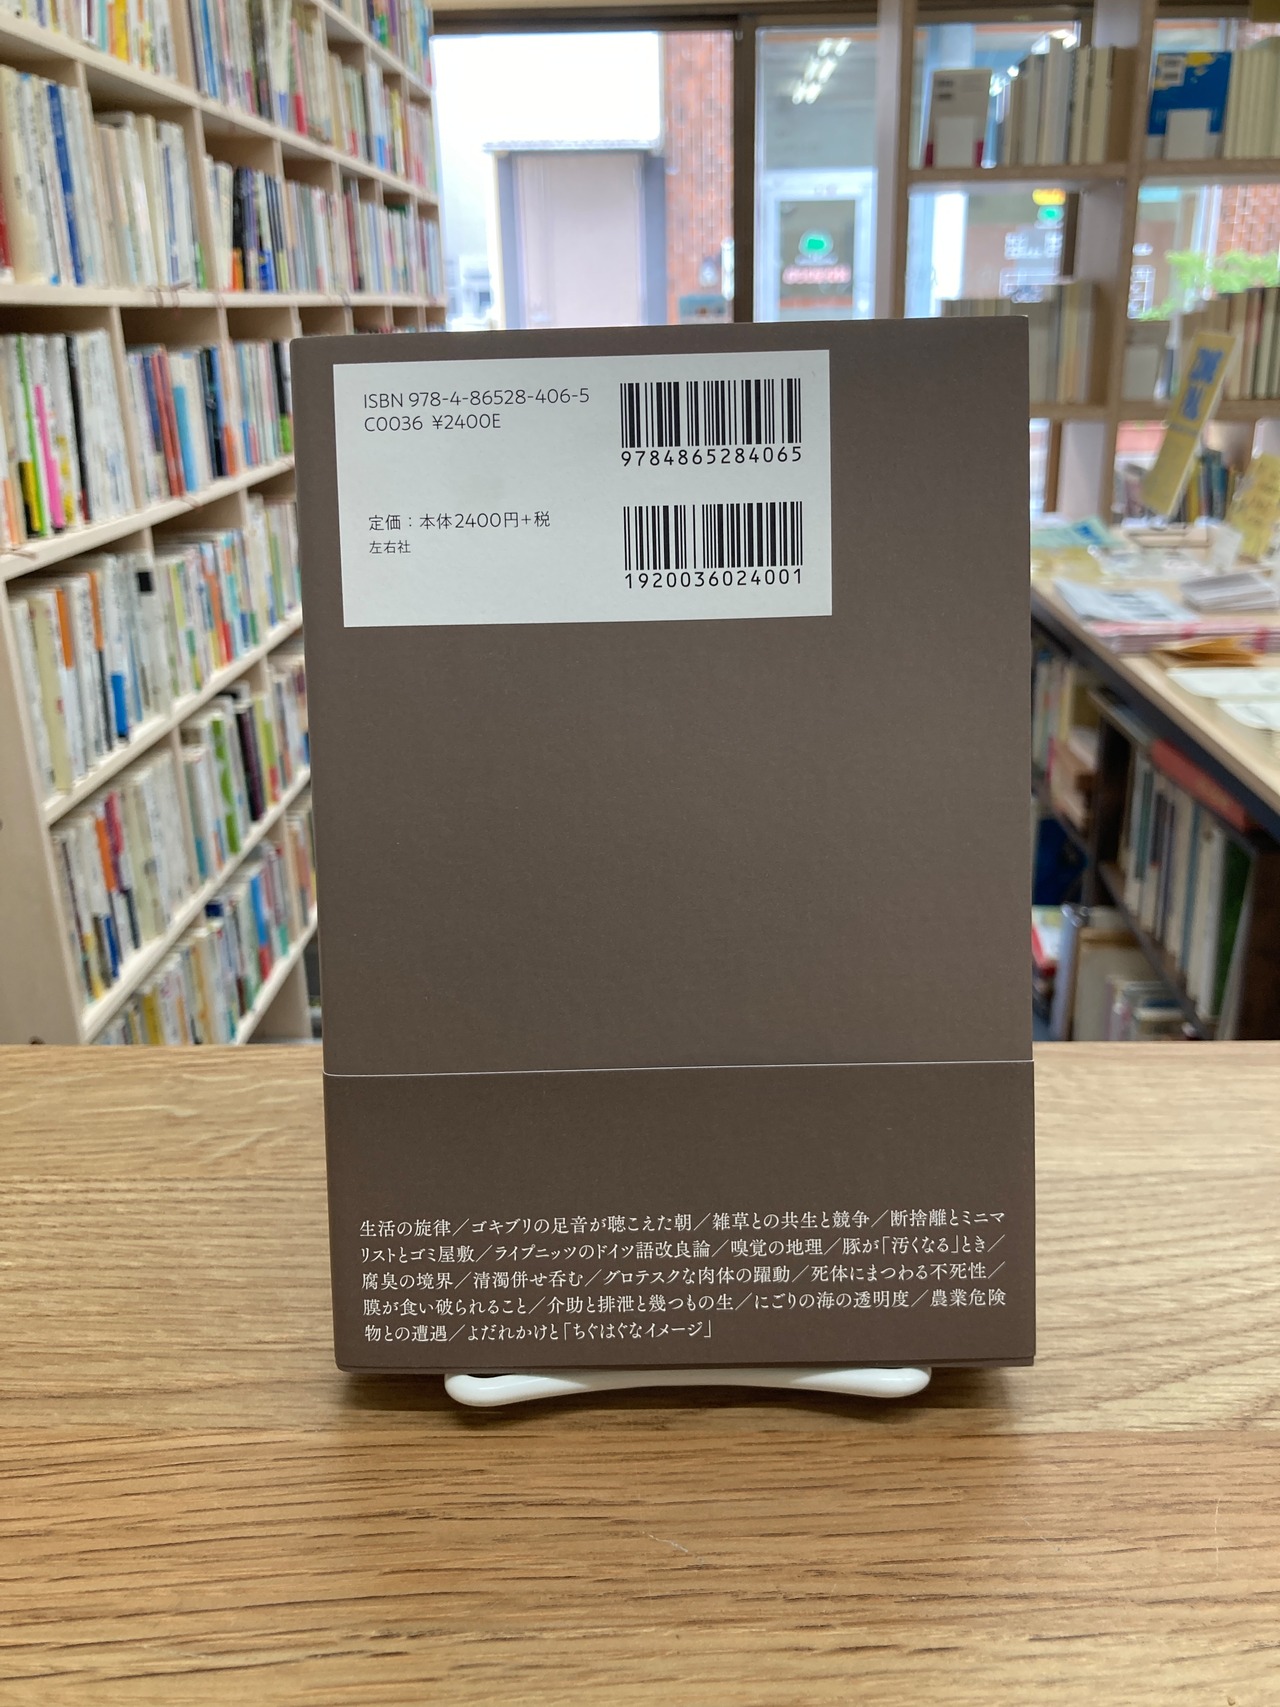 ISBN 978-4-86528-406-5
C0036 ¥2400E
9784865284065
定価：本体2400円+税
左右社
1920036024001
生活の旋律／ゴキブリの足音が聴こえた朝／雑草との共生と競争／断捨離とミニマ
リストとゴミ屋敷／ライプニッツのドイツ語改良論／嗅覚の地理／豚が「汚くなる」とき／
腐臭の境界／清濁併せ呑む／グロテスクな肉体の躍動／死体にまつわる不死性／
膜が食い破られること／介助と排泄と幾つもの生／にごりの海の透明度／農業危険
物との遭遇／よだれかけと「ちぐはぐなイメージ」